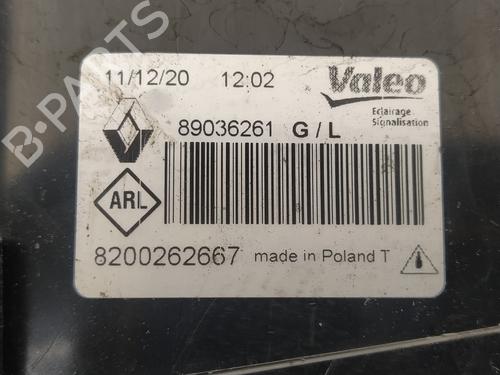 11/12/20 12:02 Valeo
Eclairage
Signalisation
89036261 G / L
ARL
8200262667 made in Poland T
B-PARTS